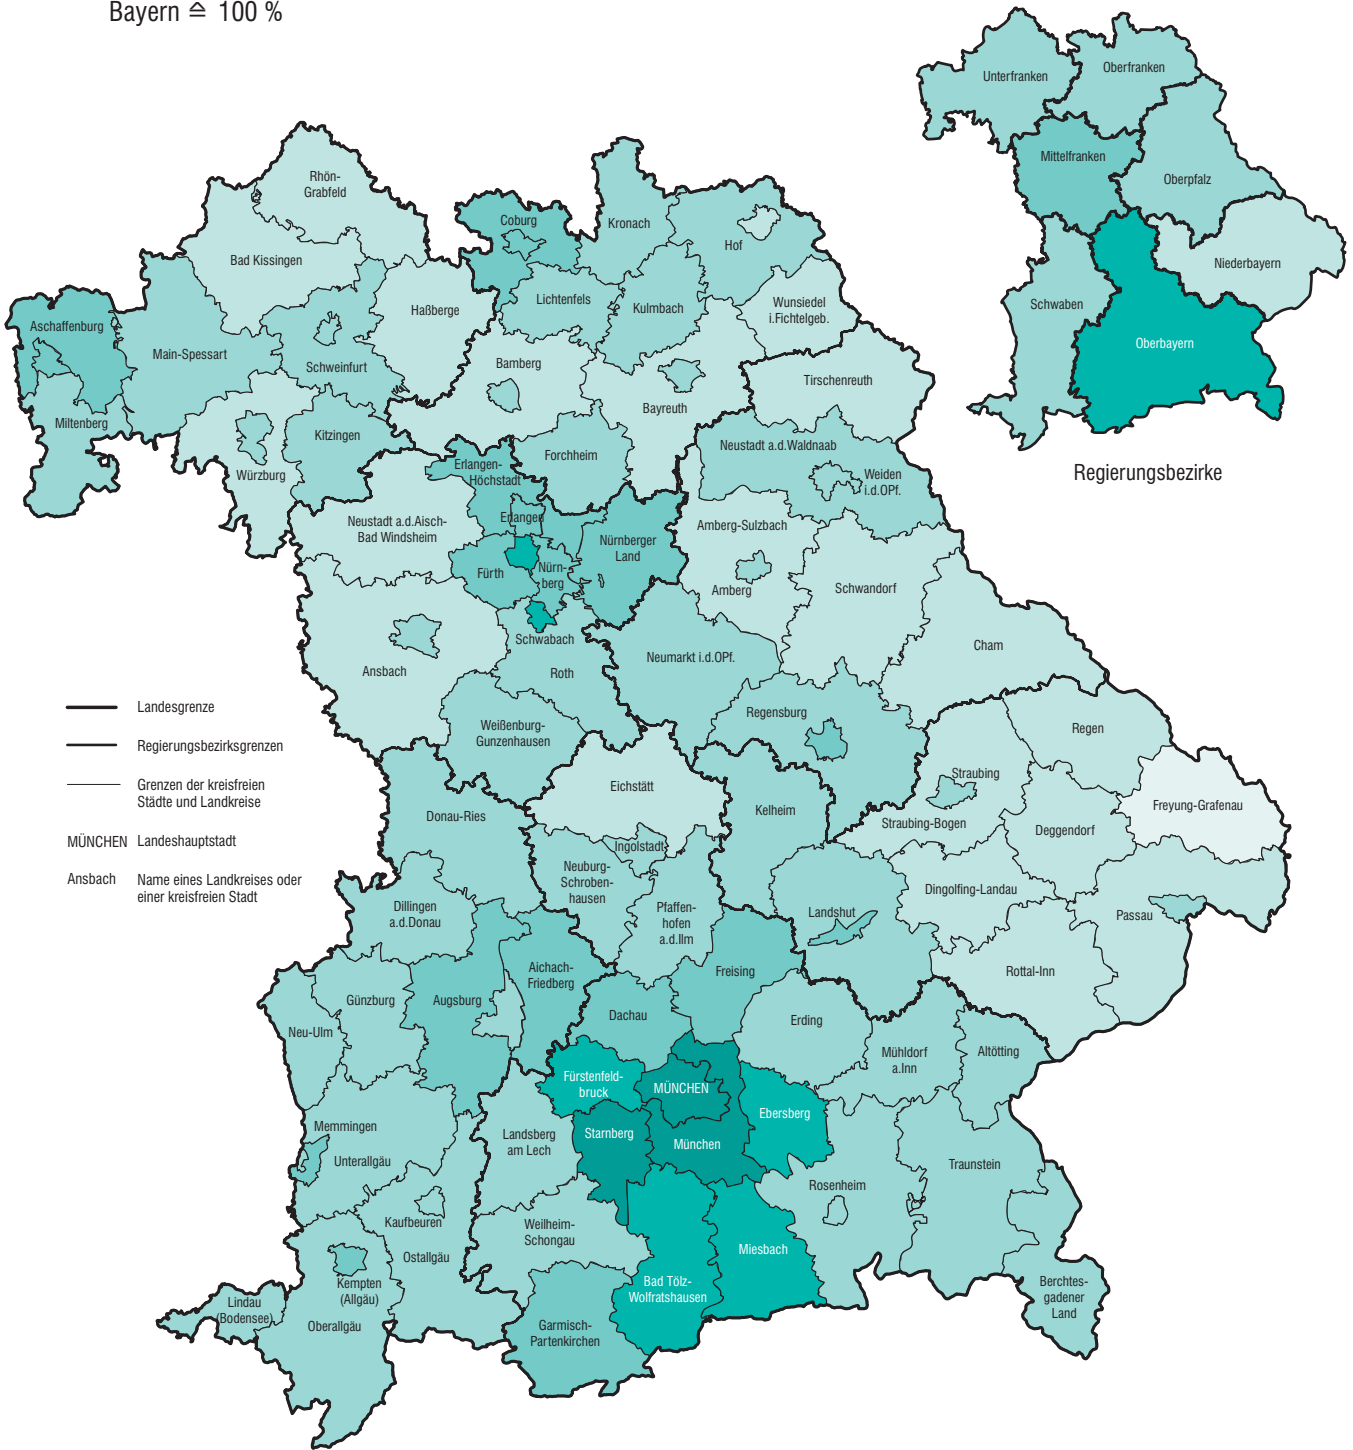 Bayern ≙ 100 %
Unterfranken
Oberfranken
Mittelfranken
Oberpfalz
Niederbayern
Schwaben
Oberbayern
Regierungsbezirke
Rhön-
Grabfeld
Bad Kissingen
Coburg
Kronach
Hof
Lichtenfels
Kulmbach
Wunsiedel
i.Fichtelgeb.
Haßberge
Aschaffenburg
Main-Spessart
Schweinfurt
Bamberg
Bayreuth
Tirschenreuth
Miltenberg
Kitzingen
Würzburg
Forchheim
Erlangen-
Höchstadt
Neustadt a.d.Waldnaab
Weiden
i.d.OPf.
Neustadt a.d.Aisch-
Bad Windsheim
Erlangen
Nürnberger
Land
Amberg-Sulzbach
Fürth
Nürn-
berg
Amberg
Schwandorf
Schwabach
Cham
Ansbach
Roth
Neumarkt i.d.OPf.
Weißenburg-
Gunzenhausen
Regensburg
Regen
Landesgrenze
Regierungsbezirksgrenzen
Grenzen der kreisfreien
Städte und Landkreise
MÜNCHEN Landeshauptstadt
Ansbach Name eines Landkreises oder
einer kreisfreien Stadt
Eichstätt
Straubing
Freyung-Grafenau
Donau-Ries
Kelheim
Straubing-Bogen
Deggendorf
Ingolstadt
Neuburg-
Schroben-
hausen
Dingolfing-Landau
Dillingen
a.d.Donau
Pfaffen-
hofen
a.d.Ilm
Landshut
Passau
Aichach-
Friedberg
Freising
Rottal-Inn
Günzburg
Augsburg
Dachau
Erding
Neu-Ulm
Mühldorf
a.Inn
Altötting
Fürstenfeld-
bruck
MÜNCHEN
Ebersberg
Memmingen
Unterallgäu
Landsberg
am Lech
Starnberg
München
Traunstein
Rosenheim
Kaufbeuren
Weilheim-
Schongau
Miesbach
Ostallgäu
Kempten
(Allgäu)
Bad Tölz-
Wolfratshausen
Berchtes-
gadener
Land
Lindau
(Bodensee)
Oberallgäu
Garmisch-
Partenkirchen